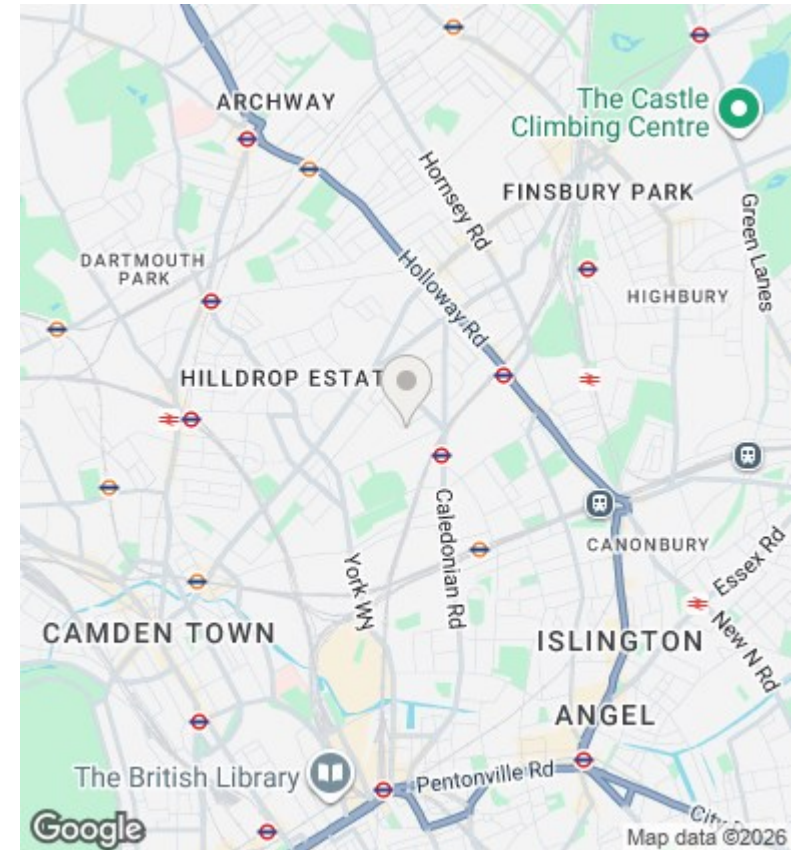 ARCHWAY
The Castle
Climbing Centre
Hornsey Rd
FINSBURY PARK
Green Lanes
DARTMOUTH
PARK
Holloway Rd
HIGHBURY
HILLDROP ESTAT
Caledonian Rd
CANONBURY
York Wy
Essex Rd
CAMDEN TOWN
ISLINGTON
New N Rd
ANGEL
The British Library
Pentonville Rd
Google
Map data ©2026